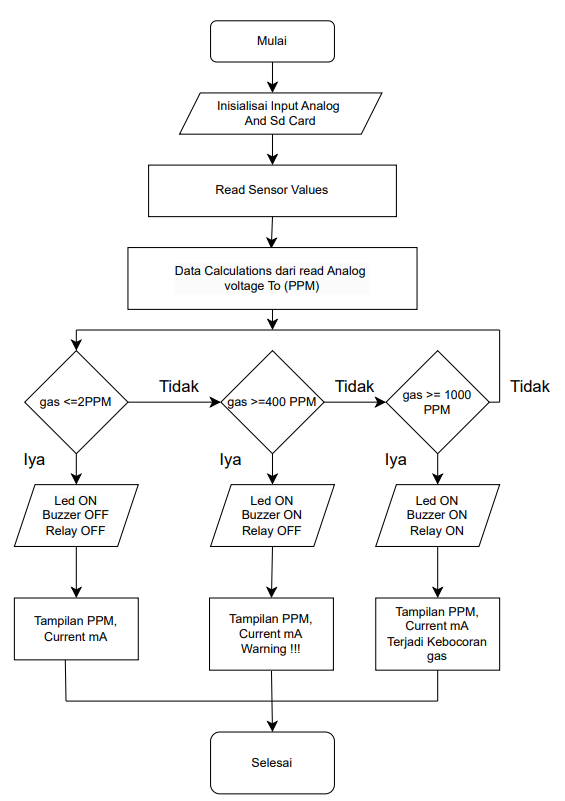 Mulai
Inisialisai Input Analog
And Sd Card
Read Sensor Values
Data Calculations dari read Analog
voltage To (PPM)
gas <=2PPM
Tidak
gas >=400 PPM
Tidak
gas >= 1000
PPM
Tidak
Iya
Iya
Iya
Led ON
Buzzer OFF
Relay OFF
Led ON
Buzzer ON
Relay OFF
Led ON
Buzzer ON
Relay ON
Tampilan PPM,
Current mA
Tampilan PPM,
Current mA
Warning !!!
Tampilan PPM,
Current mA
Terjadi Kebocoran
gas
Selesai